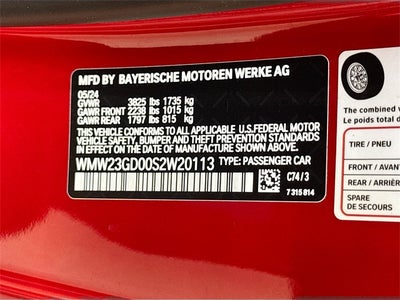 MFD BY BAYERISCHE MOTOREN WERKE AG
05/24
GVWR 3825 lbs 1735 kg
GAWR FRONT 2238 lbs 1015 kg
GAWR REAR 1797 lbs 815 kg
THIS VEHICLE CONFORMS TO ALL APPLICABLE U.S. FEDERAL MOTOR
VEHICLE SAFETY, BUMPER, AND THEFT PREVENTION STANDARDS
IN EFFECT ON THE DATE OF MANUFACTURE SHOWN ABOVE.
WMW23GD00S2W20113 TYPE: PASSENGER CAR
C74/3
7 315 814
The combined w
Le poids total d
TIRE / PNEU
FRONT / AVANT
REAR / ARRIÈRE
SPARE
DE SECOURS